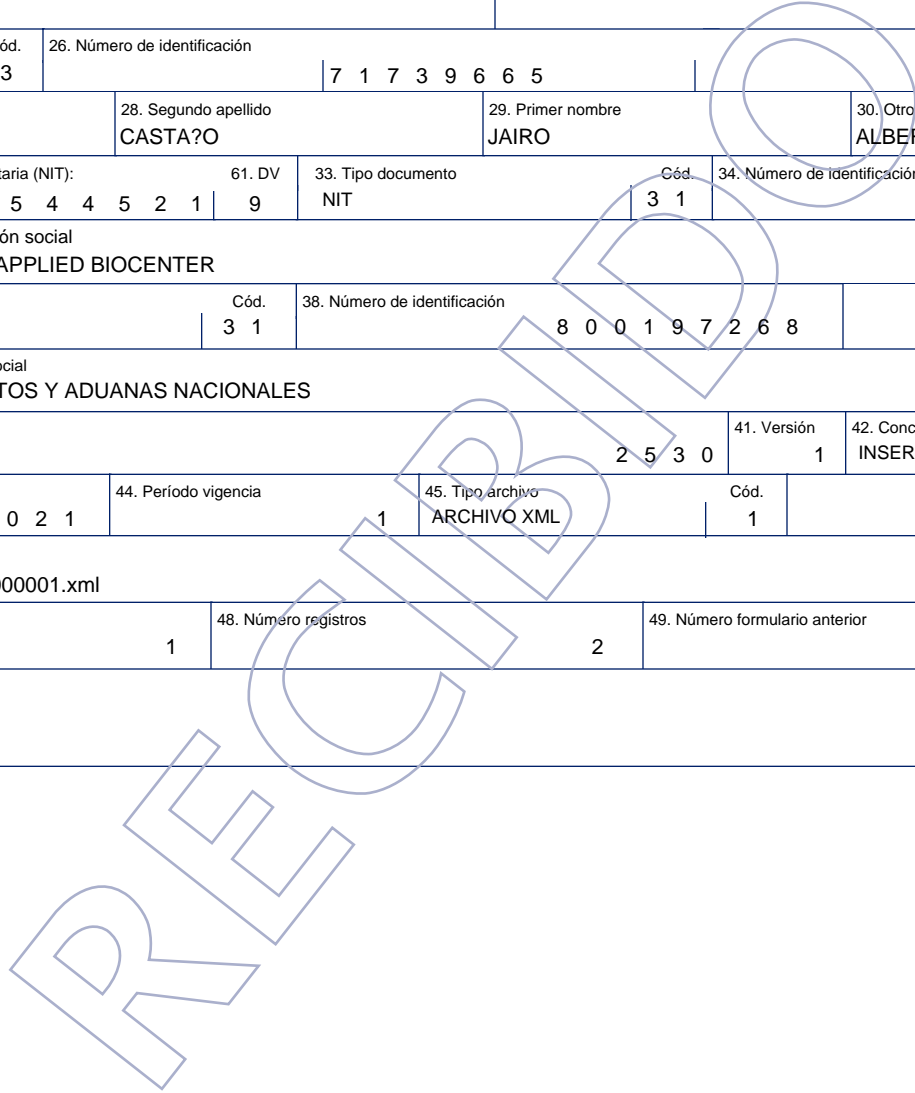 ód. 26. Número de identificación
3 7 1 7 3 9 6 6 5
28. Segundo apellido 29. Primer nombre 30. Otro
CASTA?O JAIRO ALBER
taria (NIT): 61. DV 33. Tipo documento Cód. 34. Número de identificación
5 4 4 5 2 1 9 NIT 3 1
ón social
APPLIED BIOCENTER
Cód. 38. Número de identificación
3 1 8 0 0 1 9 7 2 6 8
ocial
TOS Y ADUANAS NACIONALES
41. Versión 42. Conc
2 5 3 0 1 INSER
44. Período vigencia 45. Tipo archivo Cód.
0 2 1 1 ARCHIVO XML 1
000001.xml
48. Número registros 49. Número formulario anterior
1 2
RECIBIDO